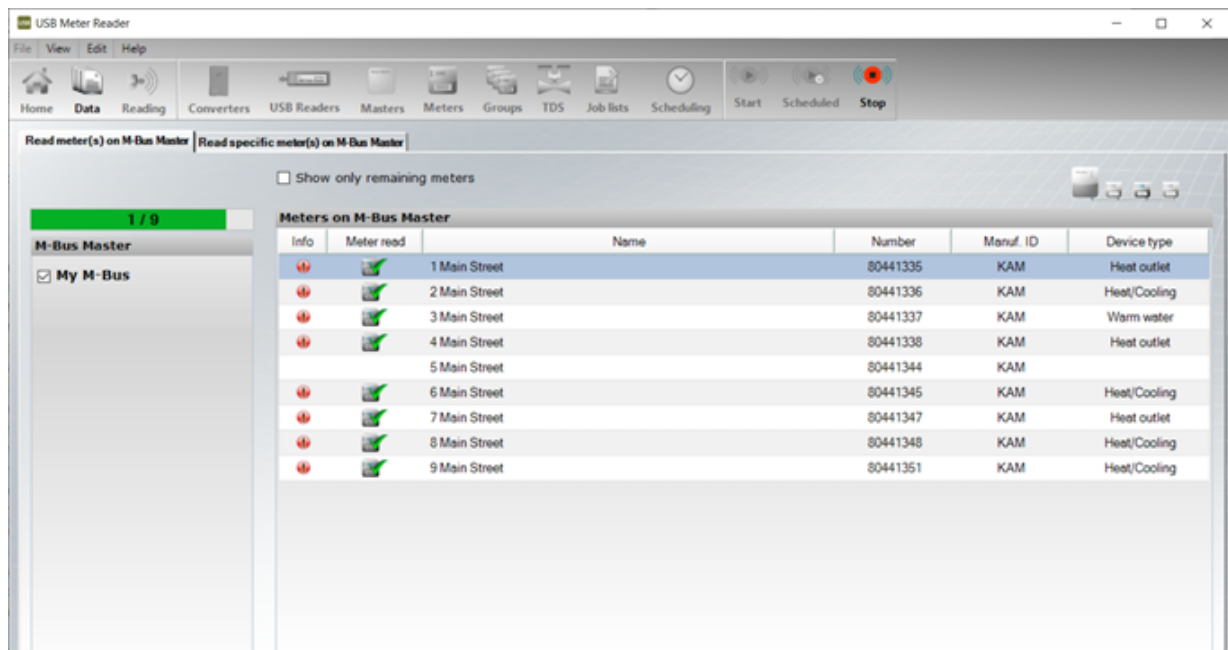 USB Meter Reader
File View Edit Help
Home Data Reading Converters USB Readers Masters Meters Groups TDS Job lists Scheduling Start Scheduled Stop
Read meter(s) on M-Bus Master Read specific meter(s) on M-Bus Master
Show only remaining meters
1 / 9
M-Bus Master
My M-Bus
Meters on M-Bus Master
Info Meter read Name Number Manuf. ID Device type
1 Main Street 80441335 KAM Heat outlet
2 Main Street 80441336 KAM Heat/Cooling
3 Main Street 80441337 KAM Warm water
4 Main Street 80441338 KAM Heat outlet
5 Main Street 80441344 KAM
6 Main Street 80441345 KAM Heat/Cooling
7 Main Street 80441347 KAM Heat outlet
8 Main Street 80441348 KAM Heat/Cooling
9 Main Street 80441351 KAM Heat/Cooling